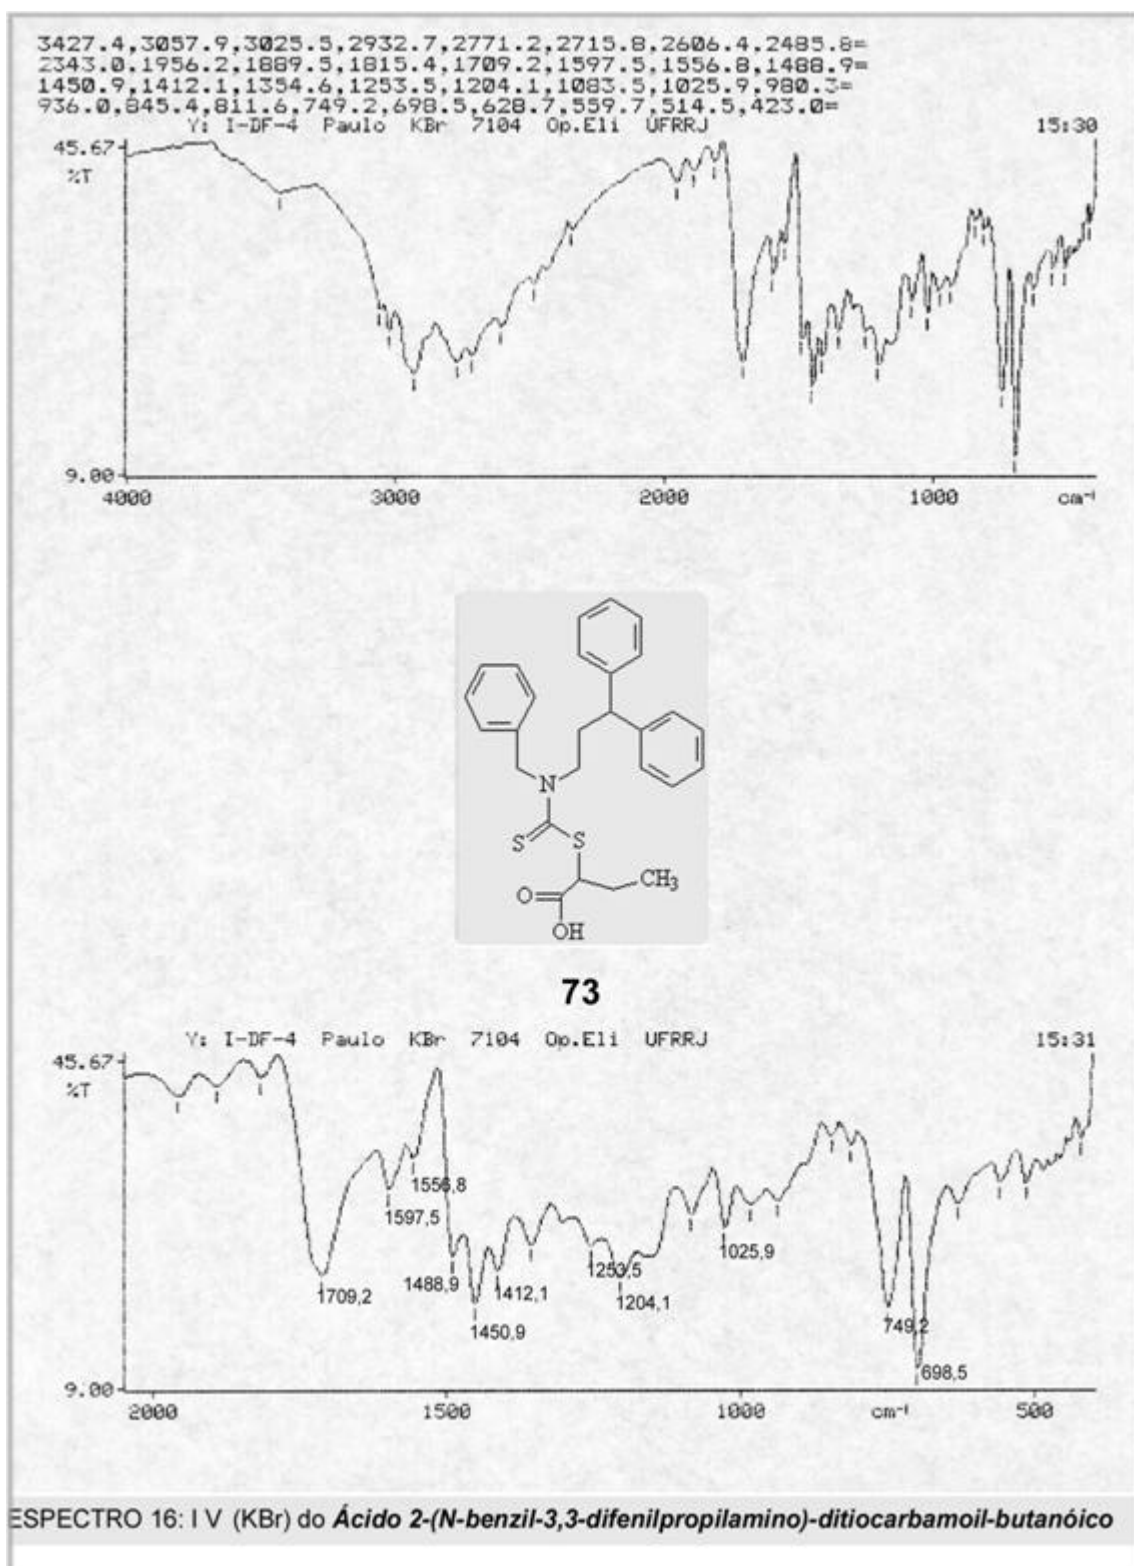 3427.4,3057.9,3025.5,2932.7,2771.2,2715.8,2606.4,2485.8=
2343.0,1956.2,1889.5,1815.4,1709.2,1597.5,1556.8,1488.9=
1450.9,1412.1,1354.6,1253.5,1204.1,1083.5,1025.9,980.3=
936.0,845.4,811.6,749.2,698.5,628.7,559.7,514.5,423.0=
Y: I-DF-4 Paulo KBr 7104 Op.Eli UFRRJ 15:30
45.67
%T
9.00
4000 3000 2000 1000 cm-1
N
S S
O CH3
OH
73
Y: I-DF-4 Paulo KBr 7104 Op.Eli UFRRJ 15:31
45.67
%T
1556,8
1597,5
1709,2 1488,9 1412,1 1253,5 1025,9
1450,9 1204,1 749,2
698,5
9.00
2000 1500 1000 cm-1 500
ESPECTRO 16: I V (KBr) do Ácido 2-(N-benzil-3,3-difenilpropilamino)-ditiocarbamoil-butanóico